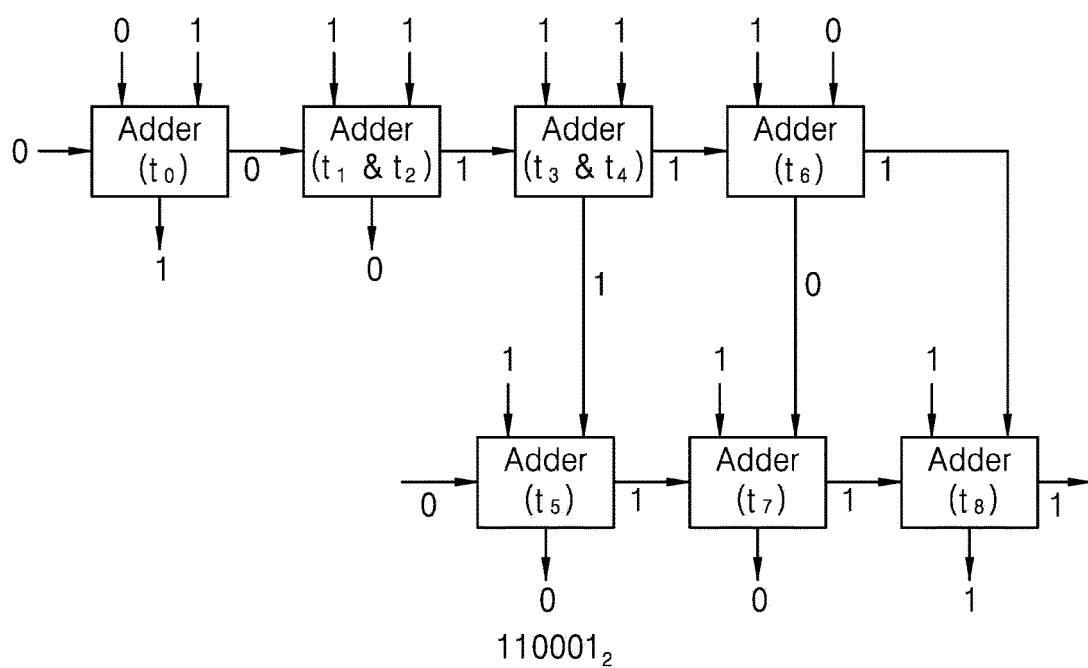 0 1 1 1 1 1 1 0
Adder Adder Adder Adder
0 (t₀) 0 (t₁ & t₂) 1 (t₃ & t₄) 1 (t₆) 1
1 0
1 0
1 1 1
Adder Adder Adder
0 (t₅) 1 (t₇) 1 (t₈) 1
0 0 1
110001₂